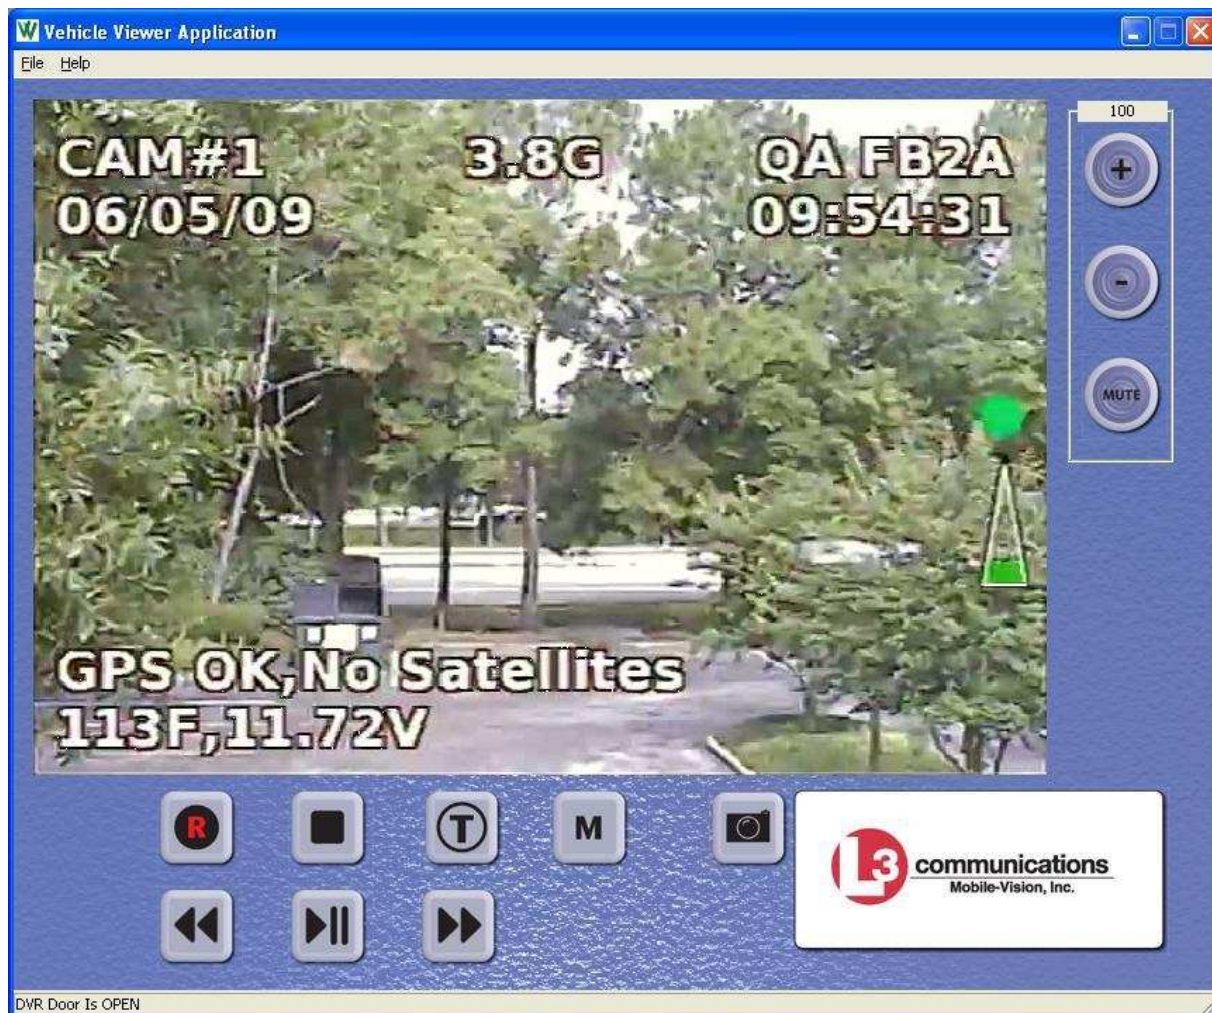 Vehicle Viewer Application
File Help
CAM#1 3.8G QA FB2A
06/05/09 09:54:31
100
+
-
MUTE
GPS OK,No Satellites
113F,11.72V
R T M
L3 communications
Mobile-Vision, Inc.
DVR Door Is OPEN